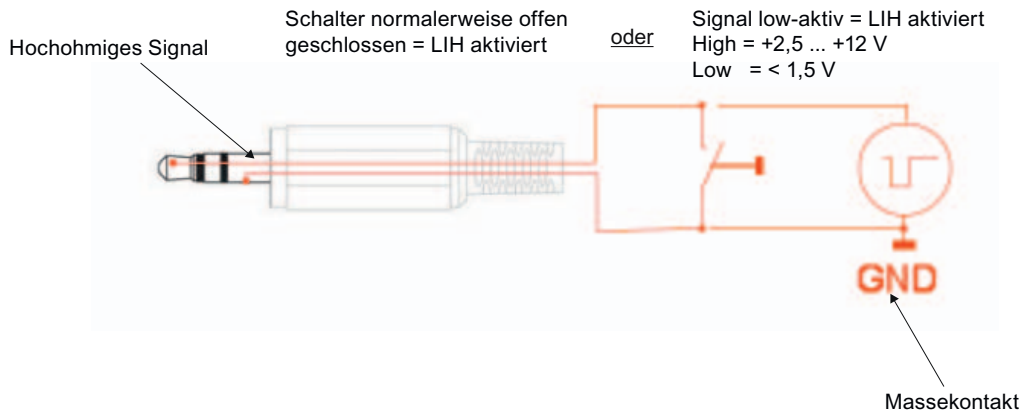 Hochohmiges Signal
Schalter normalerweise offen
geschlossen = LIH aktiviert
oder
Signal low-aktiv = LIH aktiviert
High = +2,5 ... +12 V
Low = < 1,5 V
GND
Massekontakt